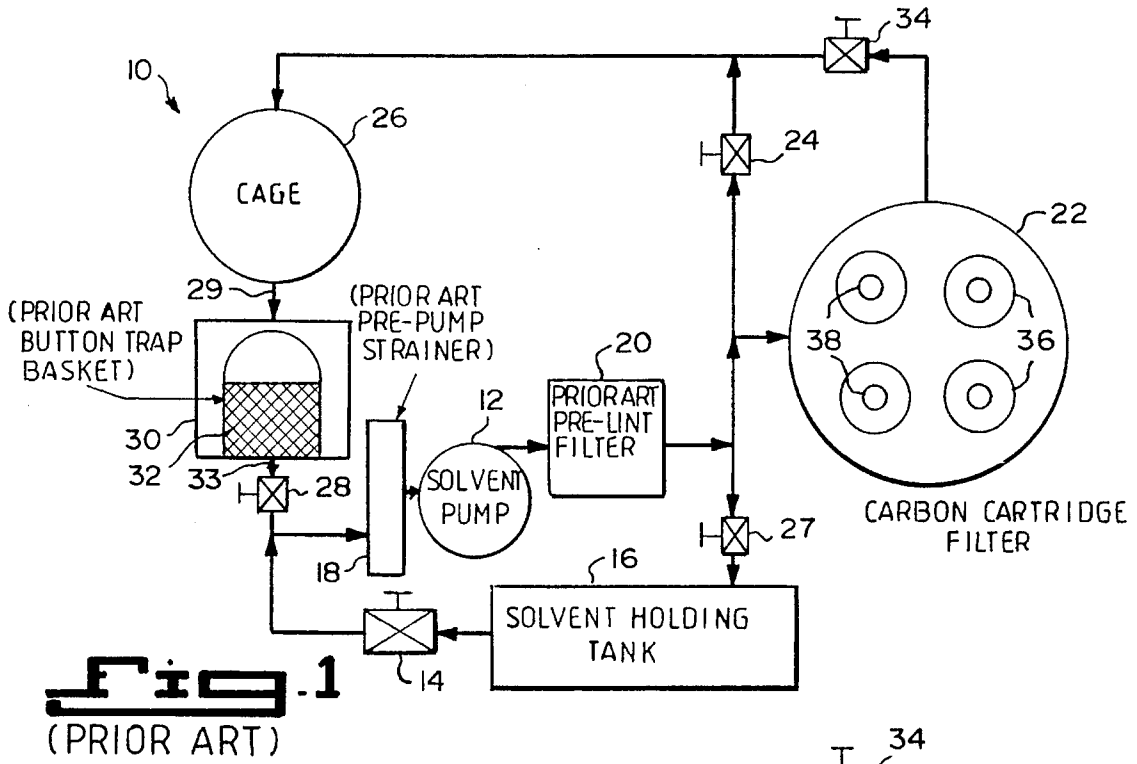 34
10
26
24
CAGE
22
29
(PRIOR ART
BUTTON TRAP
BASKET)
(PRIOR ART
PRE-PUMP
STRAINER)
20
38
36
12
PRIOR ART
PRE-LINT
FILTER
30
32
33
SOLVENT
PUMP
28
18
27
CARBON CARTRIDGE
FILTER
16
SOLVENT HOLDING
TANK
14
Fig. 1
(PRIOR ART)
34